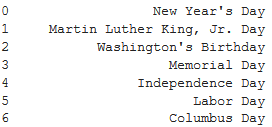 0 New Year's Day
1 Martin Luther King, Jr. Day
2 Washington's Birthday
3 Memorial Day
4 Independence Day
5 Labor Day
6 Columbus Day